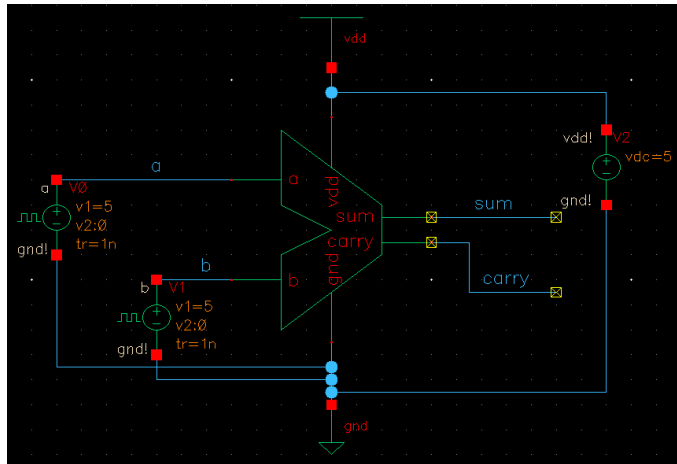 vdd
vdd!
V2
vdc=5
gnd!
a
a
V0
v1=5
v2:0
tr=1n
gnd!
a
vdd
sum
carry
gnd
b
sum
carry
b
b
V1
v1=5
v2:0
tr=1n
gnd!
gnd